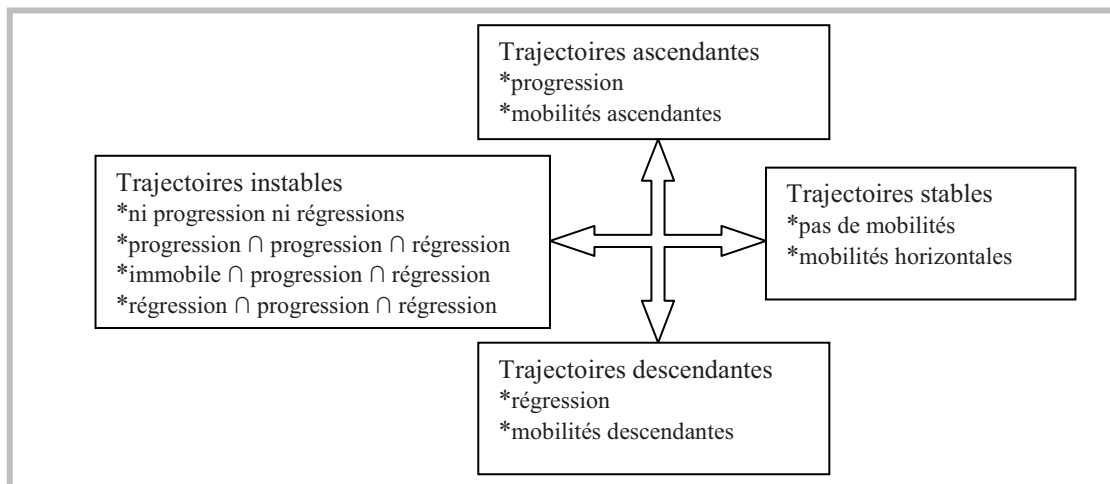 Trajectoires ascendantes
*progression
*mobilités ascendantes
Trajectoires instables
*ni progression ni régressions
*progression ∩ progression ∩ régression
*immobile ∩ progression ∩ régression
*régression ∩ progression ∩ régression
Trajectoires stables
*pas de mobilités
*mobilités horizontales
Trajectoires descendantes
*régression
*mobilités descendantes